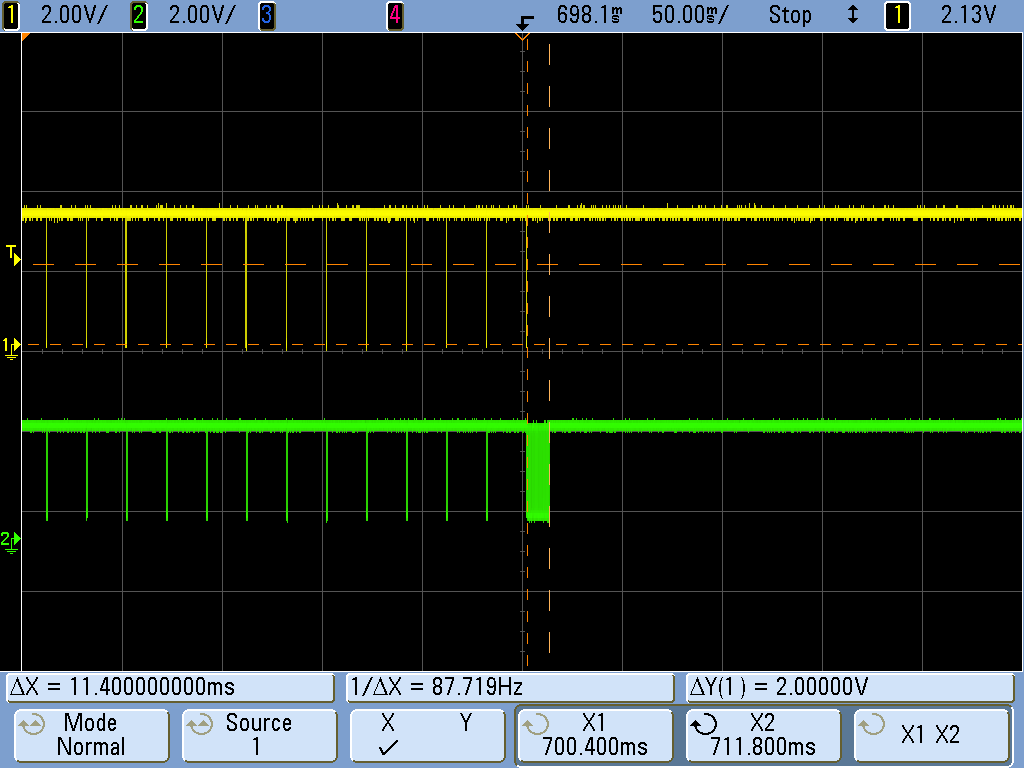 1 2.00V/ 2 2.00V/ 3 4 698.1ms 50.00ms/ Stop 1 2.13V
T
1
2
ΔX = 11.400000000ms 1/ΔX = 87.719Hz ΔY(1) = 2.00000V
Mode Source X Y X1 X2 X1 X2
Normal 1 700.400ms 711.800ms